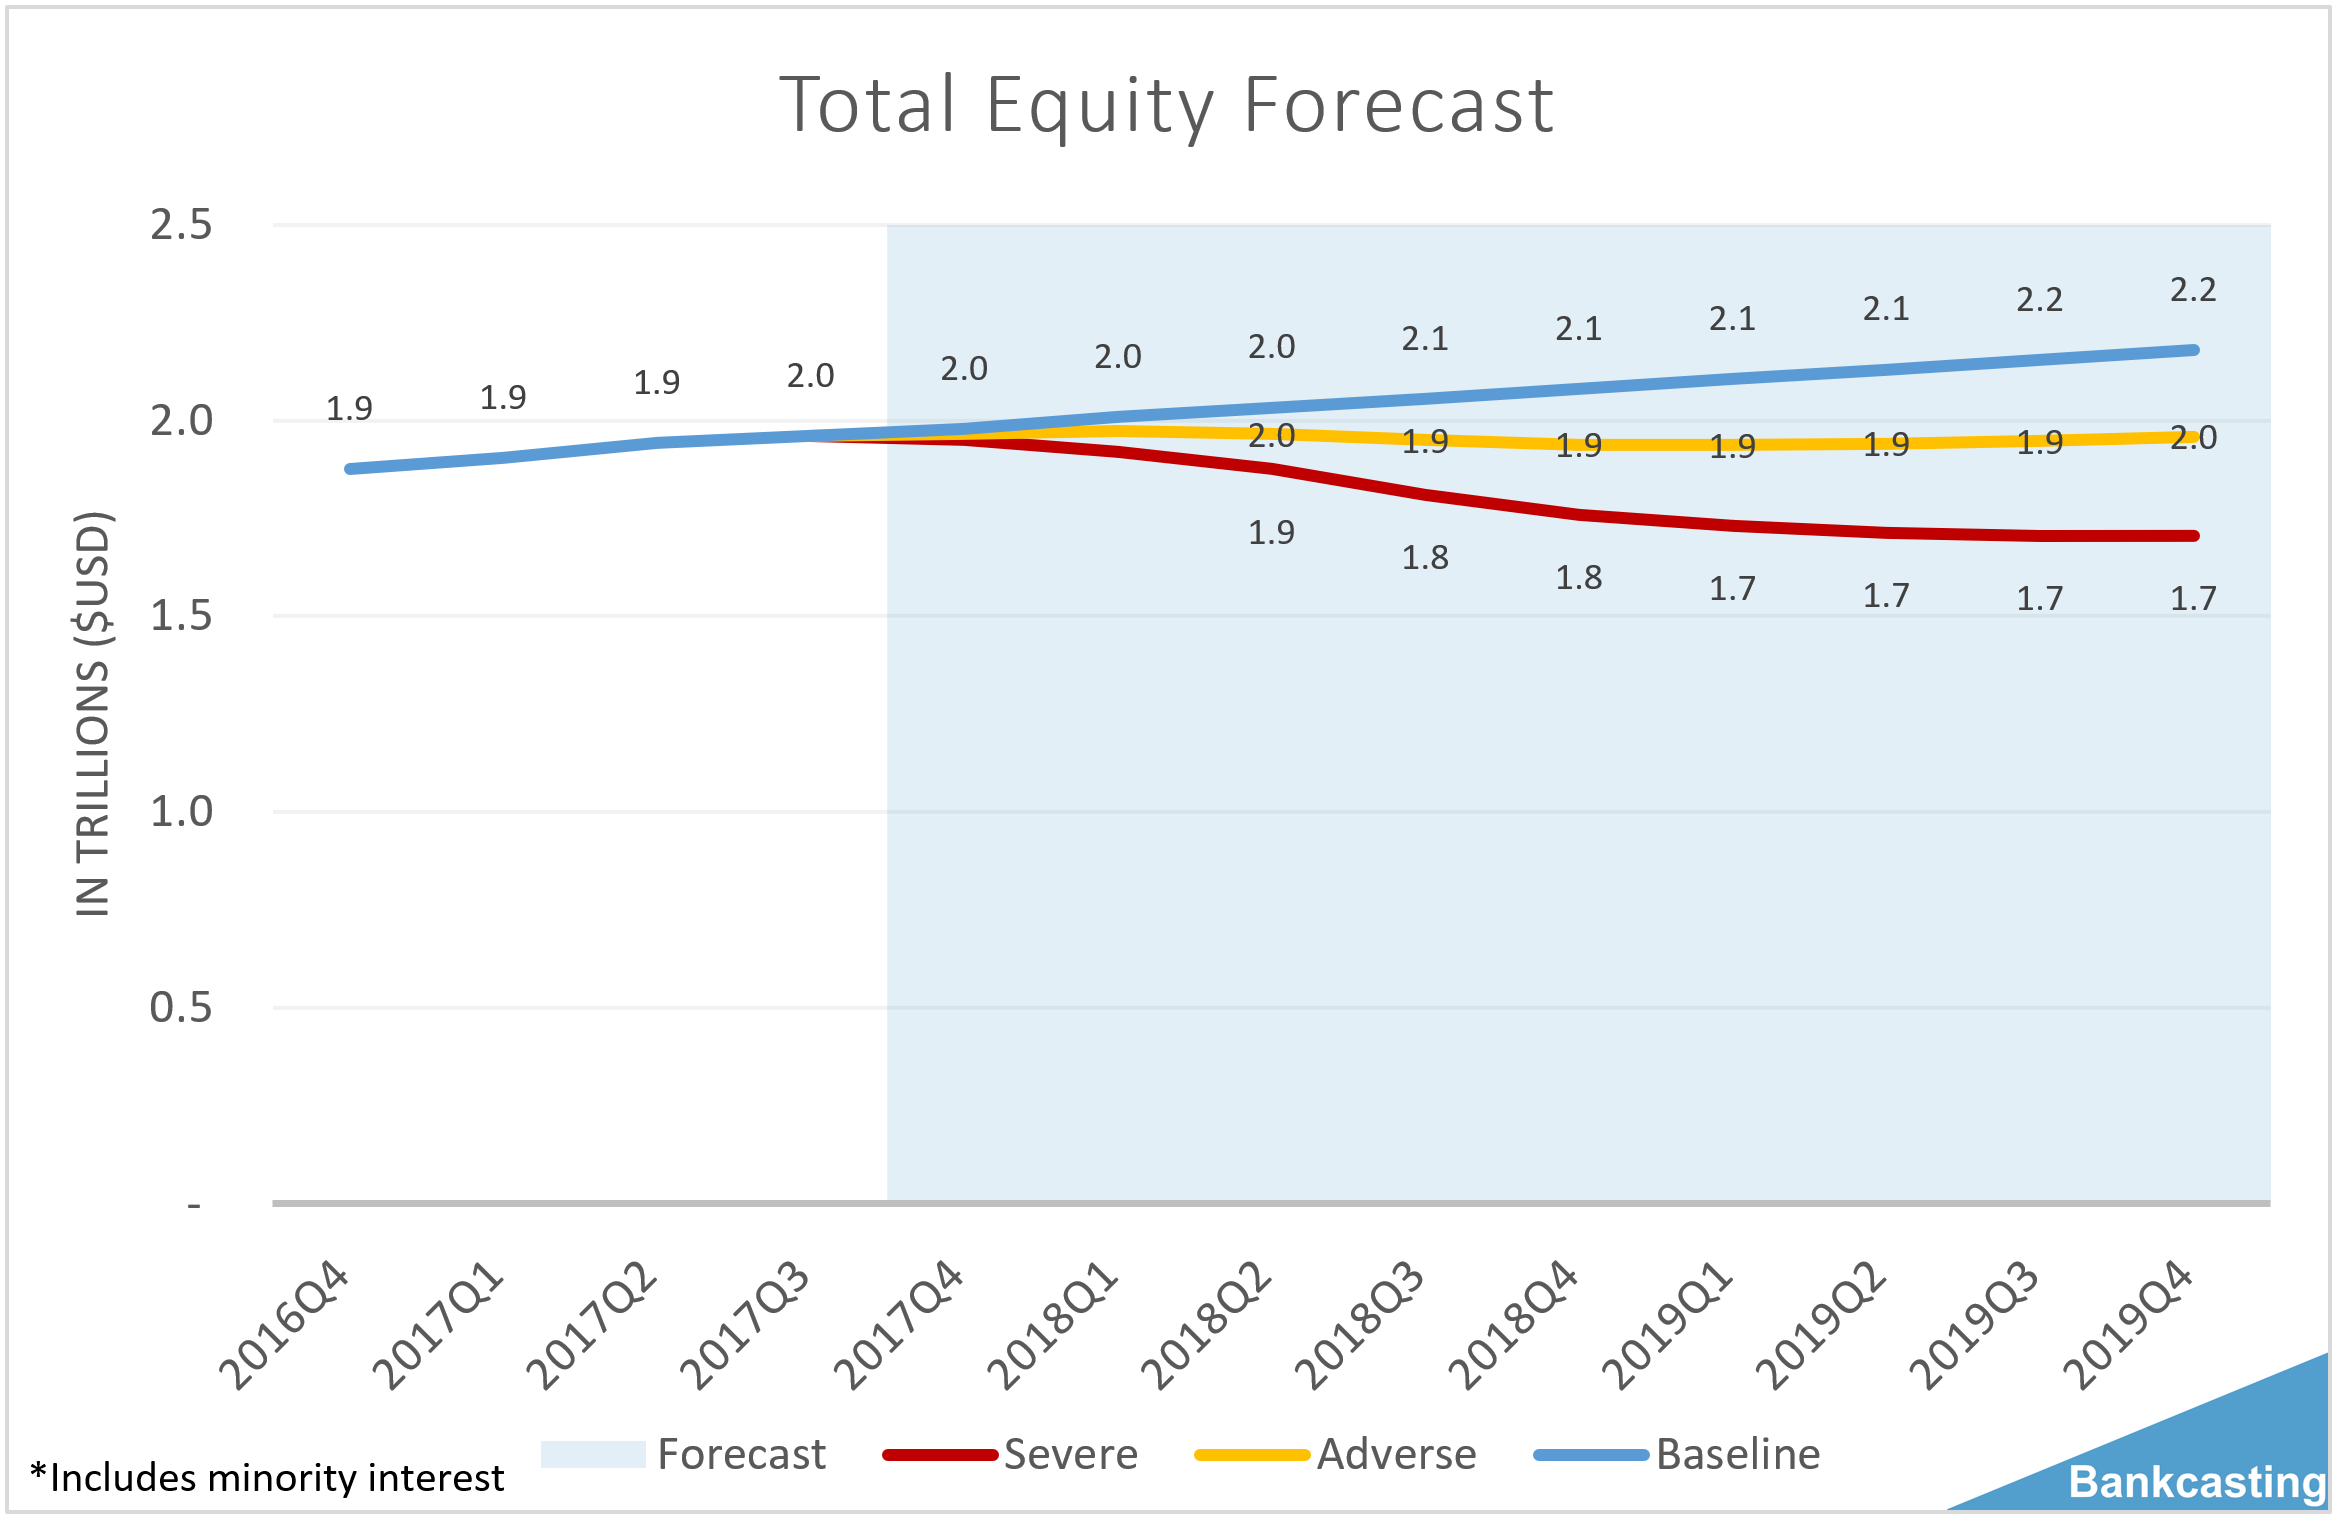 Total Equity Forecast
2.5
2.0
1.5
1.0
0.5
-
IN TRILLIONS ($USD)
1.9
1.9
1.9
2.0
2.0
2.0
2.0
2.1
2.1
2.1
2.1
2.2
2.2
2.0
1.9
1.9
1.9
1.9
1.9
2.0
1.9
1.8
1.8
1.7
1.7
1.7
1.7
2016Q4
2017Q1
2017Q2
2017Q3
2017Q4
2018Q1
2018Q2
2018Q3
2018Q4
2019Q1
2019Q2
2019Q3
2019Q4
Forecast
Severe
Adverse
Baseline
*Includes minority interest
Bankcasting